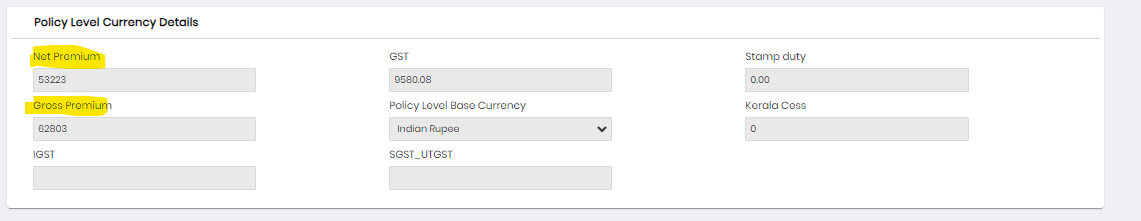 Policy Level Currency Details
Net Premium GST Stamp duty
53223 9580.08 0.00
Gross Premium Policy Level Base Currency Kerala Cess
62803 Indian Rupee 0
IGST SGST_UTGST